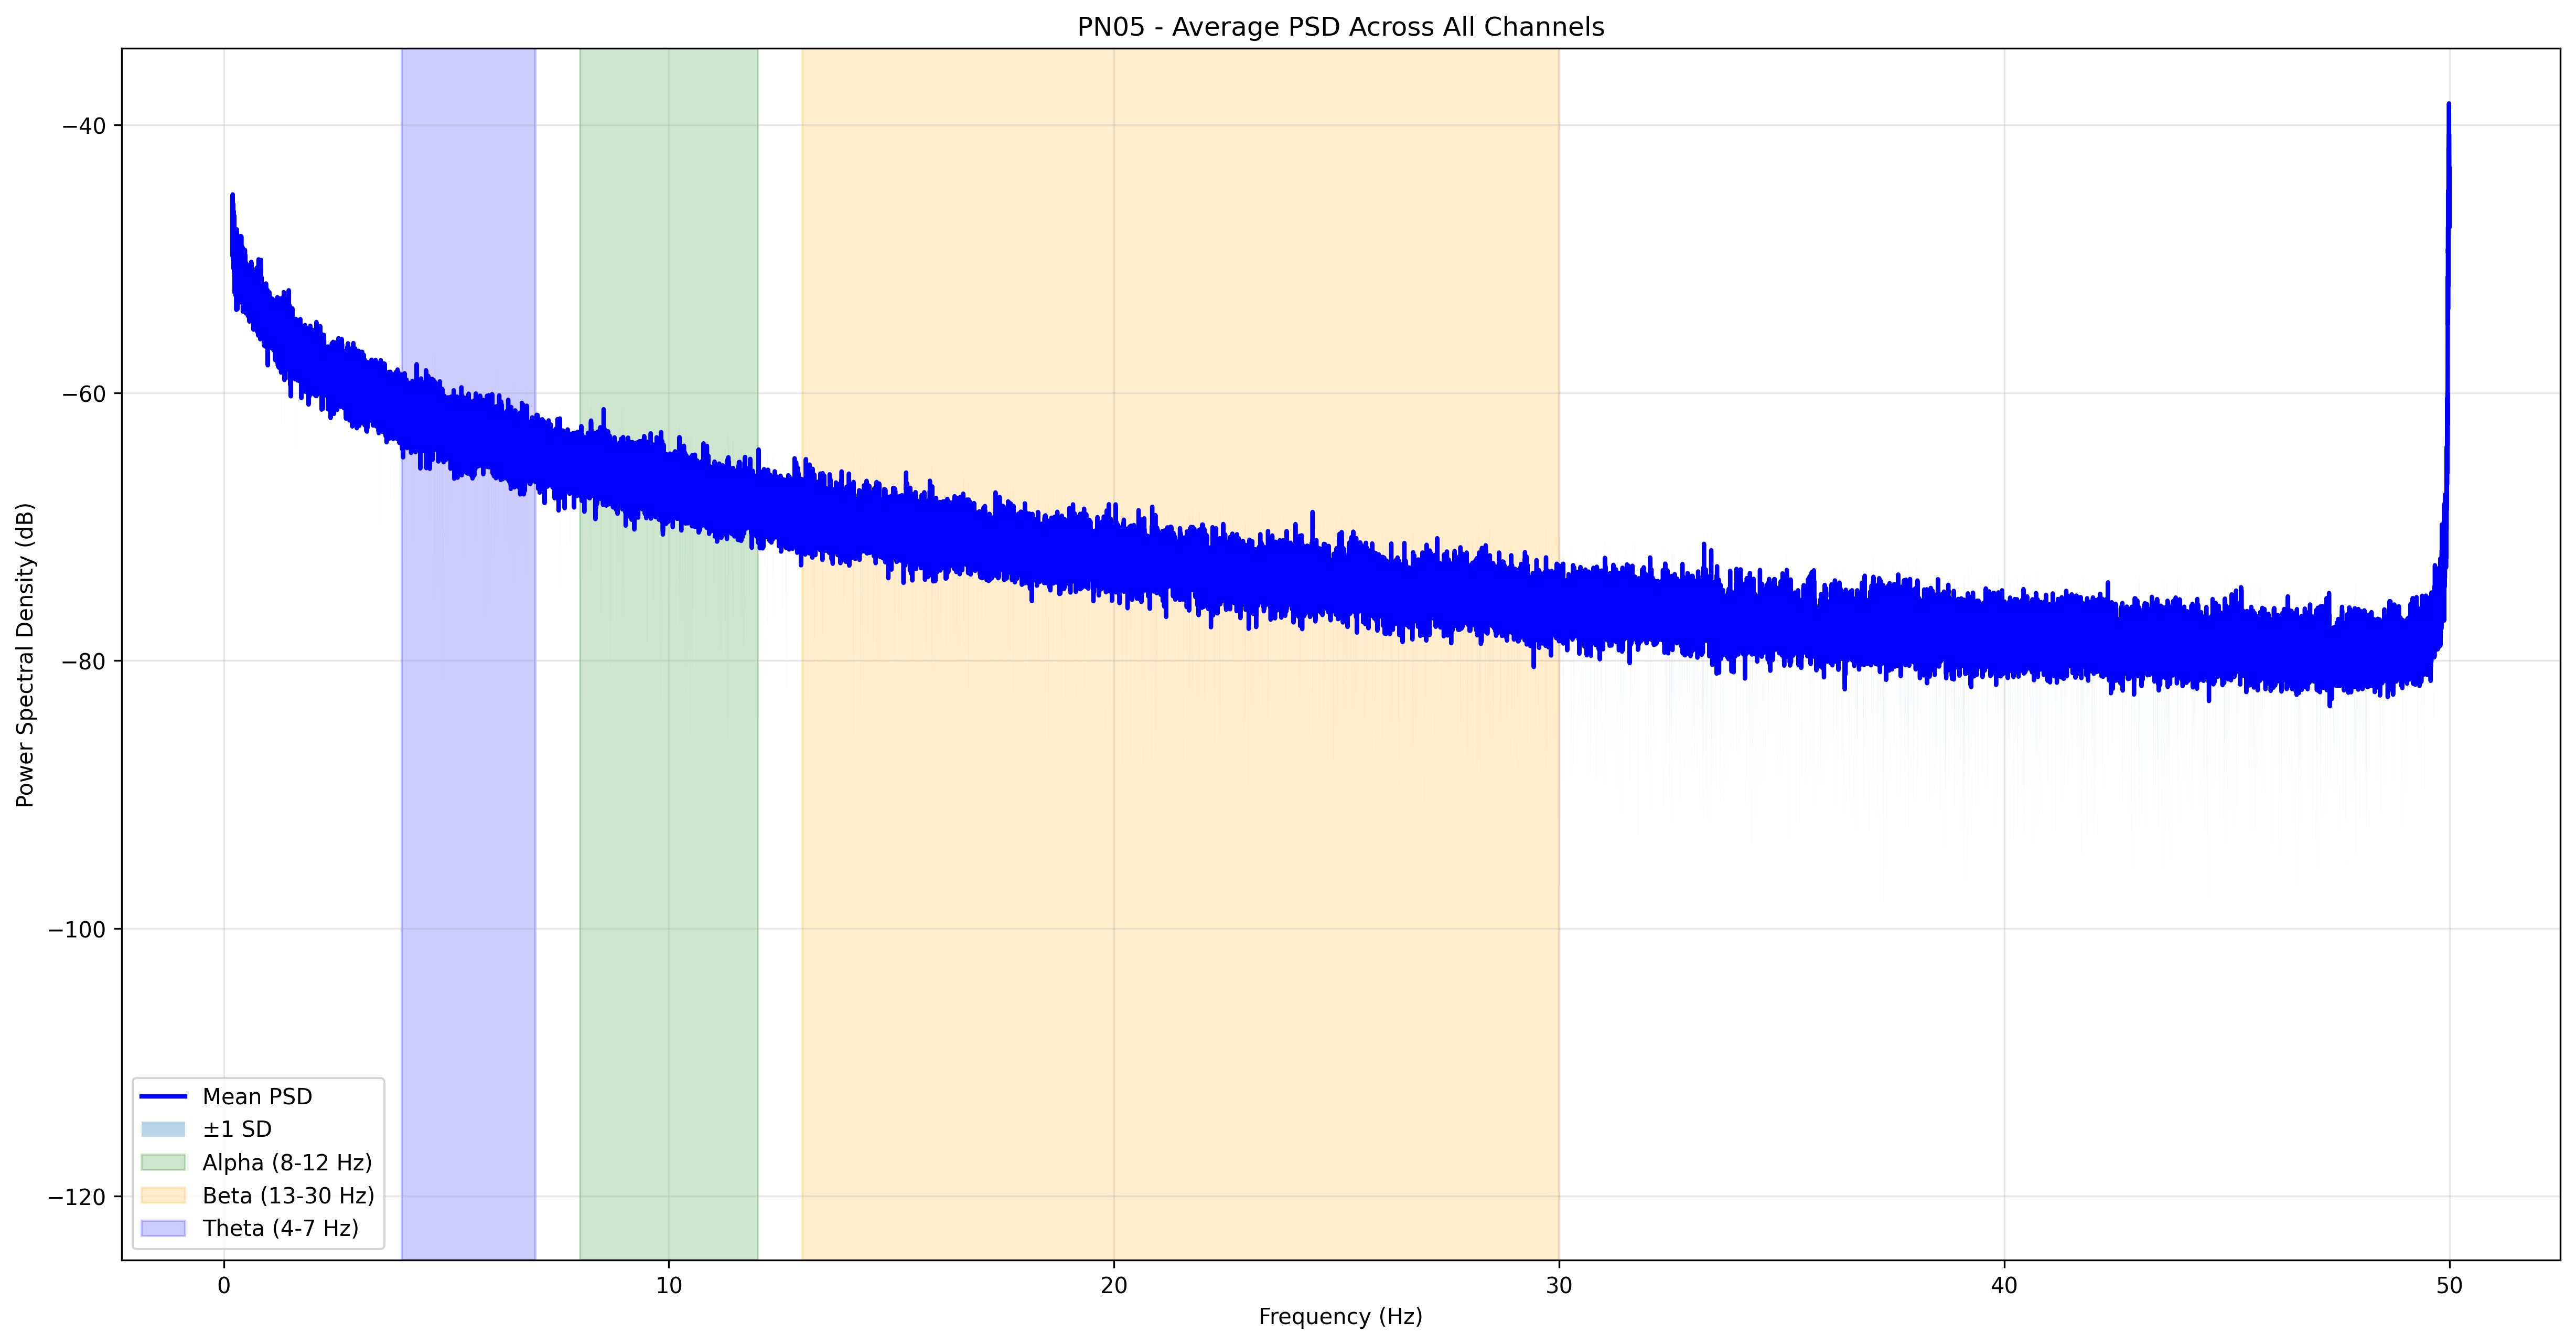 PN05 - Average PSD Across All Channels
Power Spectral Density (dB)
−40
−60
−80
−100
−120
Mean PSD
±1 SD
Alpha (8-12 Hz)
Beta (13-30 Hz)
Theta (4-7 Hz)
0 10 20 30 40 50
Frequency (Hz)